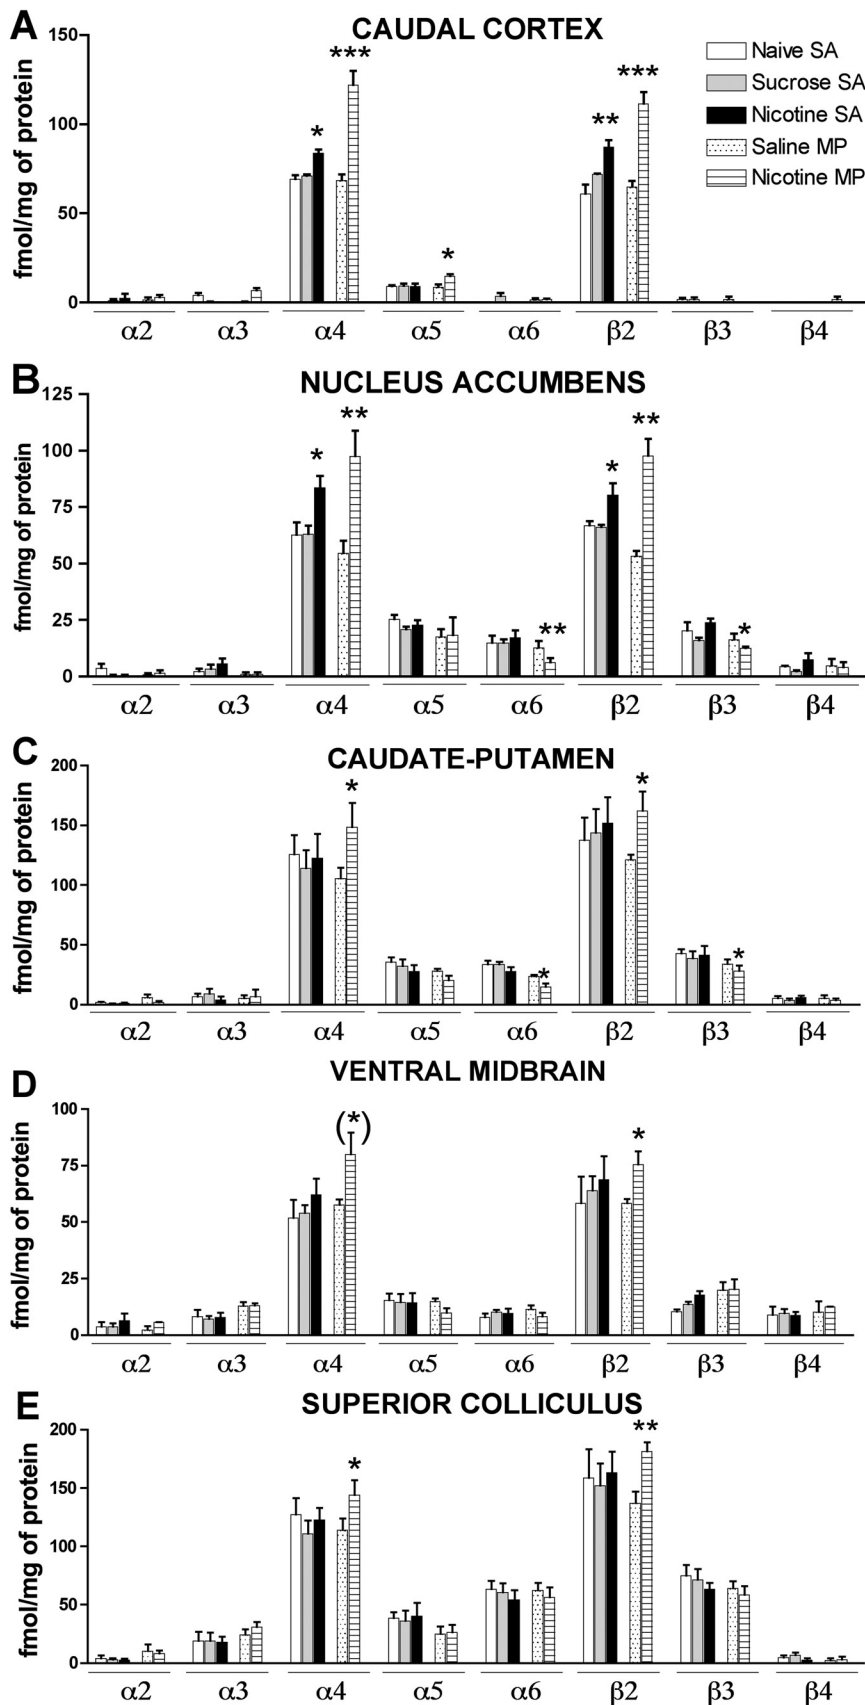 A
CAUDAL CORTEX
Naive SA
Sucrose SA
Nicotine SA
Saline MP
Nicotine MP
fmol/mg of protein
150
100
50
0
*
***
*
**
***
α2 α3 α4 α5 α6 β2 β3 β4
B
NUCLEUS ACCUMBENS
fmol/mg of protein
125
100
75
50
25
0
*
**
**
*
**
*
α2 α3 α4 α5 α6 β2 β3 β4
C
CAUDATE-PUTAMEN
fmol/mg of protein
200
150
100
50
0
*
*
*
*
α2 α3 α4 α5 α6 β2 β3 β4
D
VENTRAL MIDBRAIN
fmol/mg of protein
100
75
50
25
0
(*)
*
α2 α3 α4 α5 α6 β2 β3 β4
E
SUPERIOR COLLICULUS
fmol/mg of protein
200
150
100
50
0
*
**
α2 α3 α4 α5 α6 β2 β3 β4